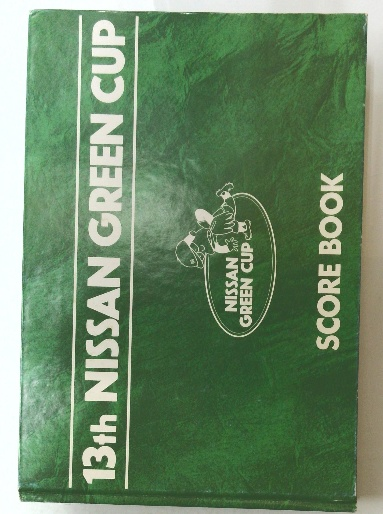 13th NISSAN GREEN CUP
NISSAN
GREEN CUP
SCORE BOOK